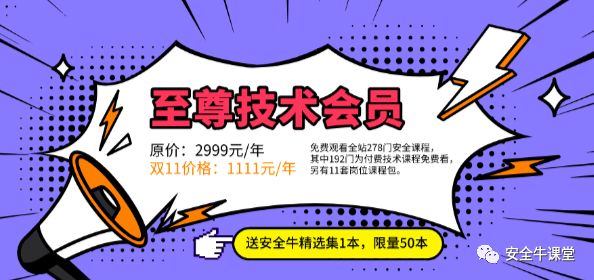 至尊技术会员
原价：2999元/年
双11价格：1111元/年
免费观看全站278门安全课程，
其中192门为付费技术课程免费看，
另有11套岗位课程包。
送安全牛精选集1本，限量50本
安全牛课堂